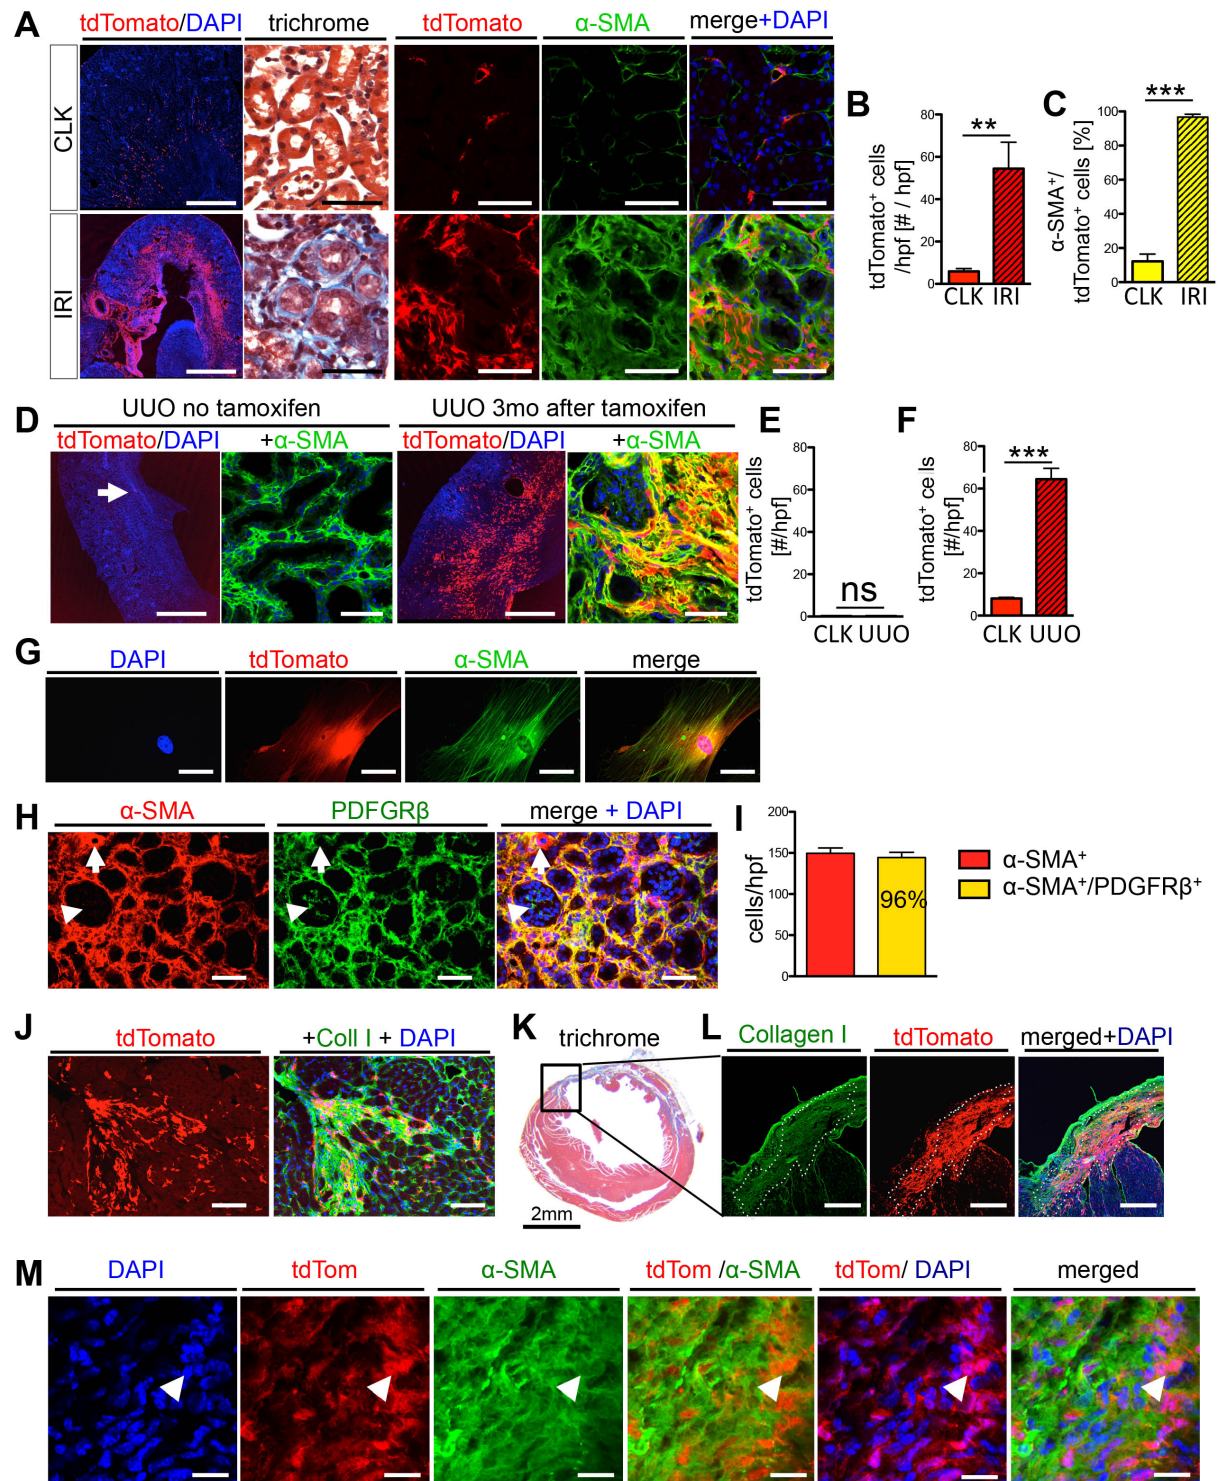 A
tdTomato/DAPI
trichrome
tdTomato
α-SMA
merge+DAPI
CLK
IRI
B
tdTomato⁺ cells
/hpf [# / hpf]
80
60
40
20
0
**
CLK IRI
C
α-SMA⁺/
tdTomato⁺ cells [%]
100
80
60
40
20
0
***
CLK IRI
D
UUO no tamoxifen
UUO 3mo after tamoxifen
tdTomato/DAPI
+α-SMA
tdTomato/DAPI
+α-SMA
E
tdTomato⁺ cells
[#/hpf]
80
60
40
20
0
ns
CLK UUO
F
tdTomato⁺ cells
[#/hpf]
80
60
40
20
0
***
CLK UUO
G
DAPI
tdTomato
α-SMA
merge
H
α-SMA
PDFGRβ
merge + DAPI
I
cells/hpf
200
150
100
50
0
96%
α-SMA⁺
α-SMA⁺/PDGFRβ⁺
J
tdTomato
+Coll I + DAPI
K
trichrome
2mm
L
Collagen I
tdTomato
merged+DAPI
M
DAPI
tdTom
α-SMA
tdTom /α-SMA
tdTom/ DAPI
merged